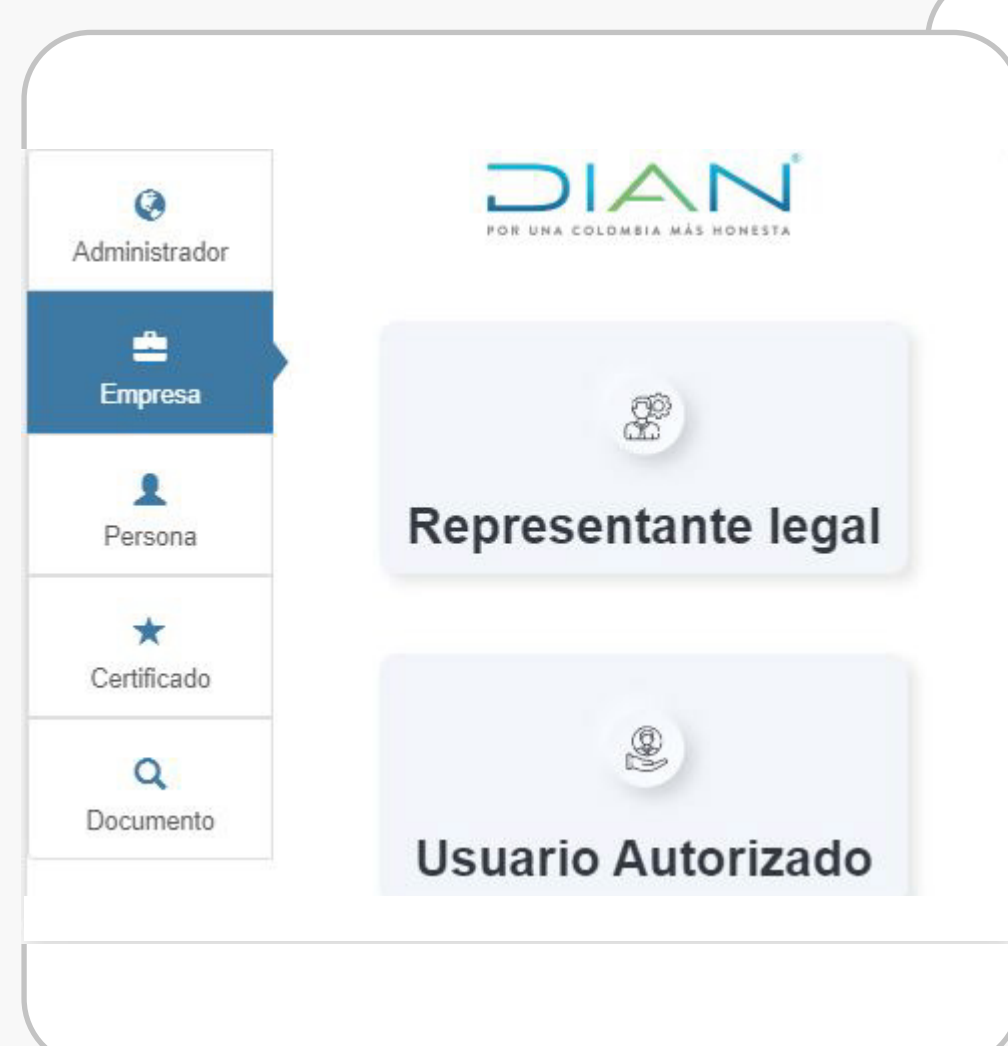 DIAN
POR UNA COLOMBIA MÁS HONESTA
Administrador
Empresa
Persona
Certificado
Documento
Representante legal
Usuario Autorizado